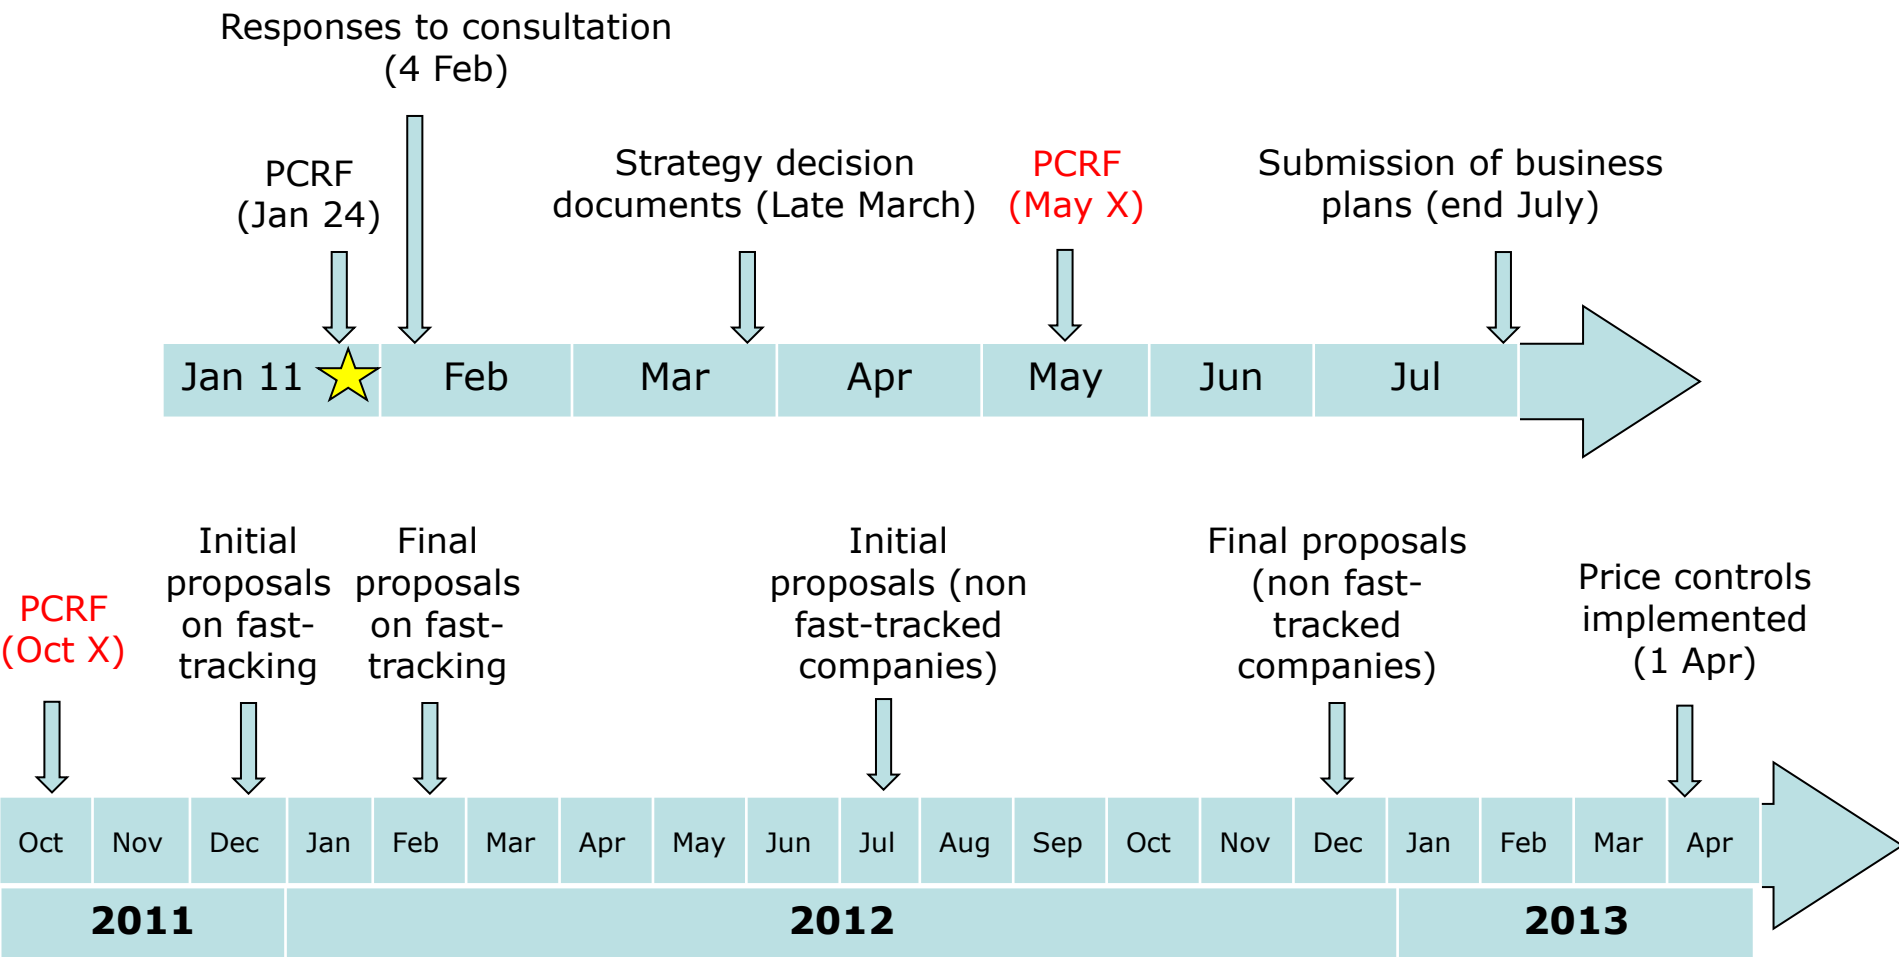 Responses to consultation
(4 Feb)
PCRF
(Jan 24)
Strategy decision
documents (Late March)
PCRF
(May X)
Submission of business
plans (end July)
Jan 11
Feb
Mar
Apr
May
Jun
Jul
PCRF
(Oct X)
Initial
proposals
on fast-
tracking
Final
proposals
on fast-
tracking
Initial
proposals (non
fast-tracked
companies)
Final proposals
(non fast-
tracked
companies)
Price controls
implemented
(1 Apr)
Oct
Nov
Dec
Jan
Feb
Mar
Apr
May
Jun
Jul
Aug
Sep
Oct
Nov
Dec
Jan
Feb
Mar
Apr
2011
2012
2013